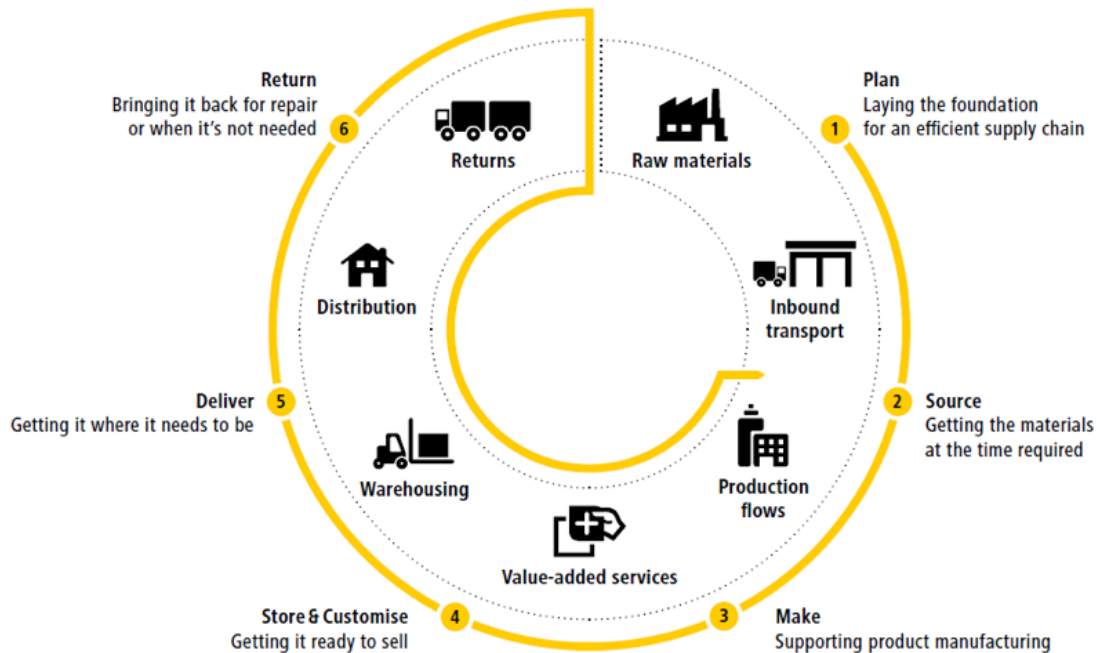 Plan
Laying the foundation
for an efficient supply chain
1
Source
Getting the materials
at the time required
2
Make
Supporting product manufacturing
3
Store & Customise
Getting it ready to sell
4
Deliver
Getting it where it needs to be
5
Return
Bringing it back for repair
or when it's not needed
6
Raw materials
Inbound
transport
Production
flows
Value-added services
Warehousing
Distribution
Returns